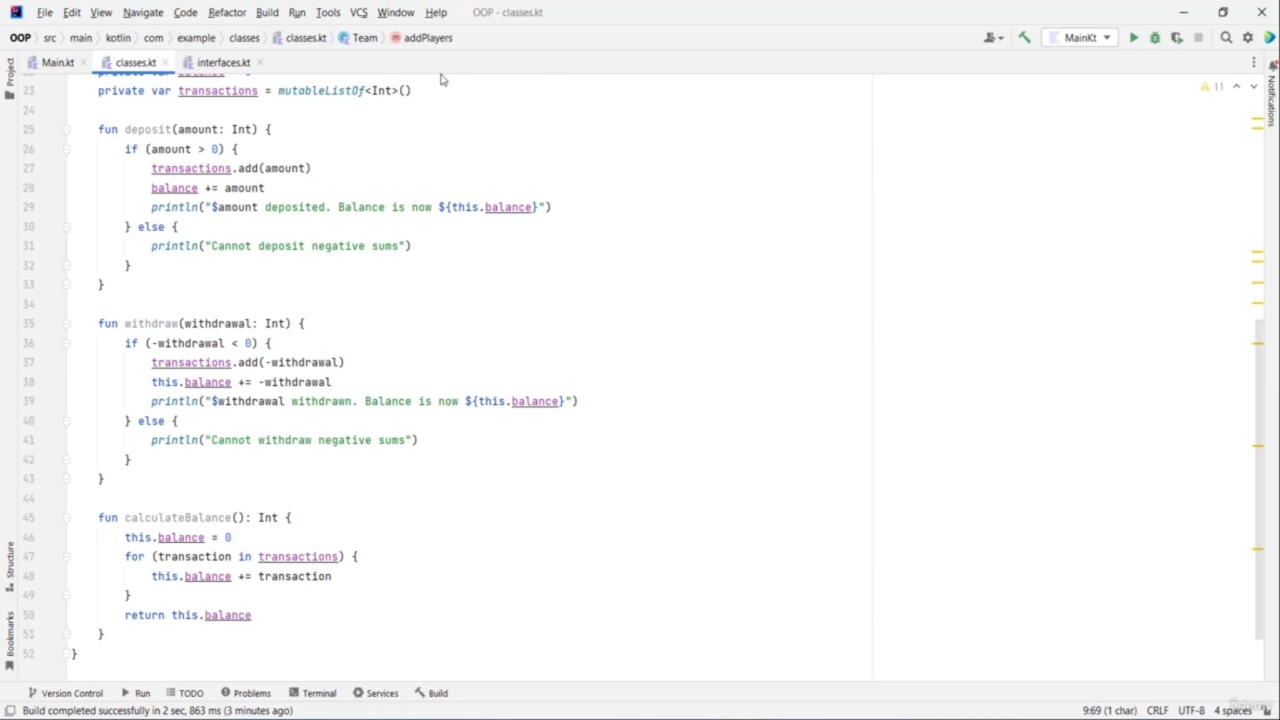 File Edit View Navigate Code Refactor Build Run Tools VCS Window Help OOP - classes.kt
OOP src main kotlin com example classes classes.kt Team addPlayers MainKt
Project
Main.kt classes.kt interfaces.kt
Notifications
23 private var transactions = mutableListOf<Int>() 11
24
25 fun deposit(amount: Int) {
26 if (amount > 0) {
27 transactions.add(amount)
28 balance += amount
29 println("$amount deposited. Balance is now ${this.balance}")
30 } else {
31 println("Cannot deposit negative sums")
32 }
33 }
34
35 fun withdraw(withdrawal: Int) {
36 if (-withdrawal < 0) {
37 transactions.add(-withdrawal)
38 this.balance += -withdrawal
39 println("$withdrawal withdrawn. Balance is now ${this.balance}")
40 } else {
41 println("Cannot withdraw negative sums")
42 }
43 }
44
45 fun calculateBalance(): Int {
46 this.balance = 0
47 for (transaction in transactions) {
48 this.balance += transaction
49 }
50 return this.balance
51 }
52 }
Structure
Bookmarks
Version Control Run TODO Problems Terminal Services Build
Build completed successfully in 2 sec, 863 ms (3 minutes ago) 9:69 (1 char) CRLF UTF-8 4 spaces